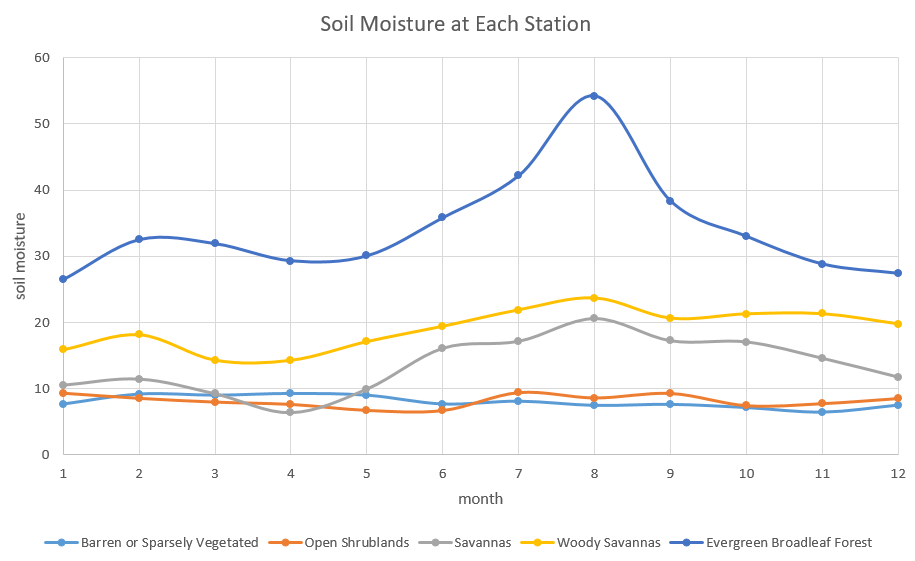 Soil Moisture at Each Station
60
50
40
30
20
10
0
soil moisture
1 2 3 4 5 6 7 8 9 10 11 12
month
Barren or Sparsely Vegetated Open Shrublands Savannas Woody Savannas Evergreen Broadleaf Forest